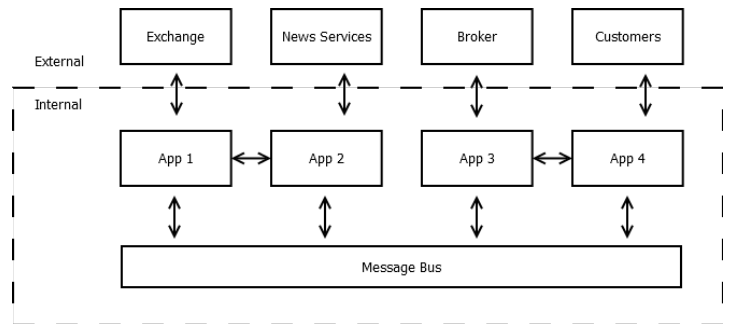 Exchange
News Services
Broker
Customers
External
Internal
App 1
App 2
App 3
App 4
Message Bus